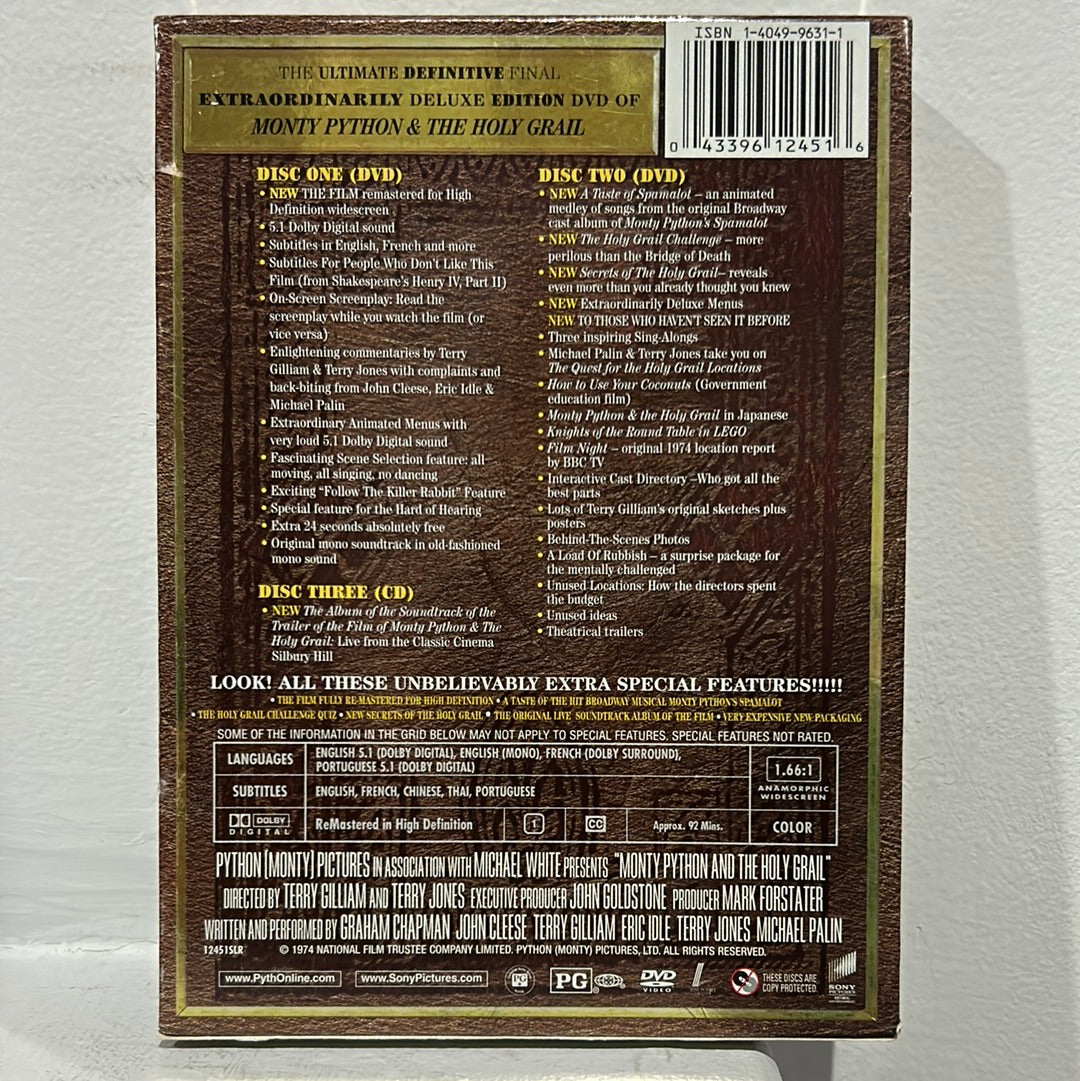 ISBN 1-4049-9631-1
0 43396 12451 6
THE ULTIMATE DEFINITIVE FINAL
EXTRAORDINARILY DELUXE EDITION DVD OF
MONTY PYTHON & THE HOLY GRAIL
DISC ONE (DVD)
• NEW THE FILM remastered for High
Definition widescreen
• 5.1 Dolby Digital sound
• Subtitles in English, French and more
• Subtitles For People Who Don't Like This
Film (from Shakespeare's Henry IV, Part II)
• On-Screen Screenplay: Read the
screenplay while you watch the film (or
vice versa)
• Enlightening commentaries by Terry
Gilliam & Terry Jones with complaints and
back-biting from John Cleese, Eric Idle &
Michael Palin
• Extraordinary Animated Menus with
very loud 5.1 Dolby Digital sound
• Fascinating Scene Selection feature: all
moving, all singing, no dancing
• Exciting "Follow The Killer Rabbit" Feature
• Special feature for the Hard of Hearing
• Extra 24 seconds absolutely free
• Original mono soundtrack in old-fashioned
mono sound
DISC THREE (CD)
• NEW The Album of the Soundtrack of the
Trailer of the Film of Monty Python & The
Holy Grail: Live from the Classic Cinema
Silbury Hill
DISC TWO (DVD)
• NEW A Taste of Spamalot – an animated
medley of songs from the original Broadway
cast album of Monty Python's Spamalot
• NEW The Holy Grail Challenge – more
perilous than the Bridge of Death
• NEW Secrets of The Holy Grail– reveals
even more than you already thought you knew
• NEW Extraordinarily Deluxe Menus
NEW TO THOSE WHO HAVEN'T SEEN IT BEFORE
• Three inspiring Sing-Alongs
• Michael Palin & Terry Jones take you on
The Quest for the Holy Grail Locations
• How to Use Your Coconuts (Government
education film)
• Monty Python & the Holy Grail in Japanese
• Knights of the Round Table in LEGO
• Film Night – original 1974 location report
by BBC TV
• Interactive Cast Directory –Who got all the
best parts
• Lots of Terry Gilliam's original sketches plus
posters
• Behind-The-Scenes Photos
• A Load Of Rubbish – a surprise package for
the mentally challenged
• Unused Locations: How the directors spent
the budget
• Unused ideas
• Theatrical trailers
LOOK! ALL THESE UNBELIEVABLY EXTRA SPECIAL FEATURES!!!!!
• THE FILM FULLY RE-MASTERED FOR HIGH DEFINITION • A TASTE OF THE HIT BROADWAY MUSICAL MONTY PYTHON'S SPAMALOT
• THE HOLY GRAIL CHALLENGE QUIZ • NEW SECRETS OF THE HOLY GRAIL • THE ORIGINAL 'LIVE' SOUNDTRACK ALBUM OF THE FILM • VERY EXPENSIVE NEW PACKAGING
SOME OF THE INFORMATION IN THE GRID BELOW MAY NOT APPLY TO SPECIAL FEATURES. SPECIAL FEATURES NOT RATED.
LANGUAGES
ENGLISH 5.1 (DOLBY DIGITAL), ENGLISH (MONO), FRENCH (DOLBY SURROUND),
PORTUGUESE 5.1 (DOLBY DIGITAL)
SUBTITLES
ENGLISH, FRENCH, CHINESE, THAI, PORTUGUESE
1.66:1
ANAMORPHIC
WIDESCREEN
DOLBY
DIGITAL
ReMastered in High Definition
1
CC
Approx. 92 Mins.
COLOR
PYTHON (MONTY) PICTURES IN ASSOCIATION WITH MICHAEL WHITE PRESENTS "MONTY PYTHON AND THE HOLY GRAIL"
DIRECTED BY TERRY GILLIAM AND TERRY JONES EXECUTIVE PRODUCER JOHN GOLDSTONE PRODUCER MARK FORSTATER
WRITTEN AND PERFORMED BY GRAHAM CHAPMAN JOHN CLEESE TERRY GILLIAM ERIC IDLE TERRY JONES MICHAEL PALIN
12451SLR © 1974 NATIONAL FILM TRUSTEE COMPANY LIMITED. PYTHON (MONTY) PICTURES, LTD. ALL RIGHTS RESERVED.
www.PythOnline.com
www.SonyPictures.com
PG
PG
DVD
VIDEO
THESE DISCS ARE
COPY PROTECTED.
SONY
PICTURES